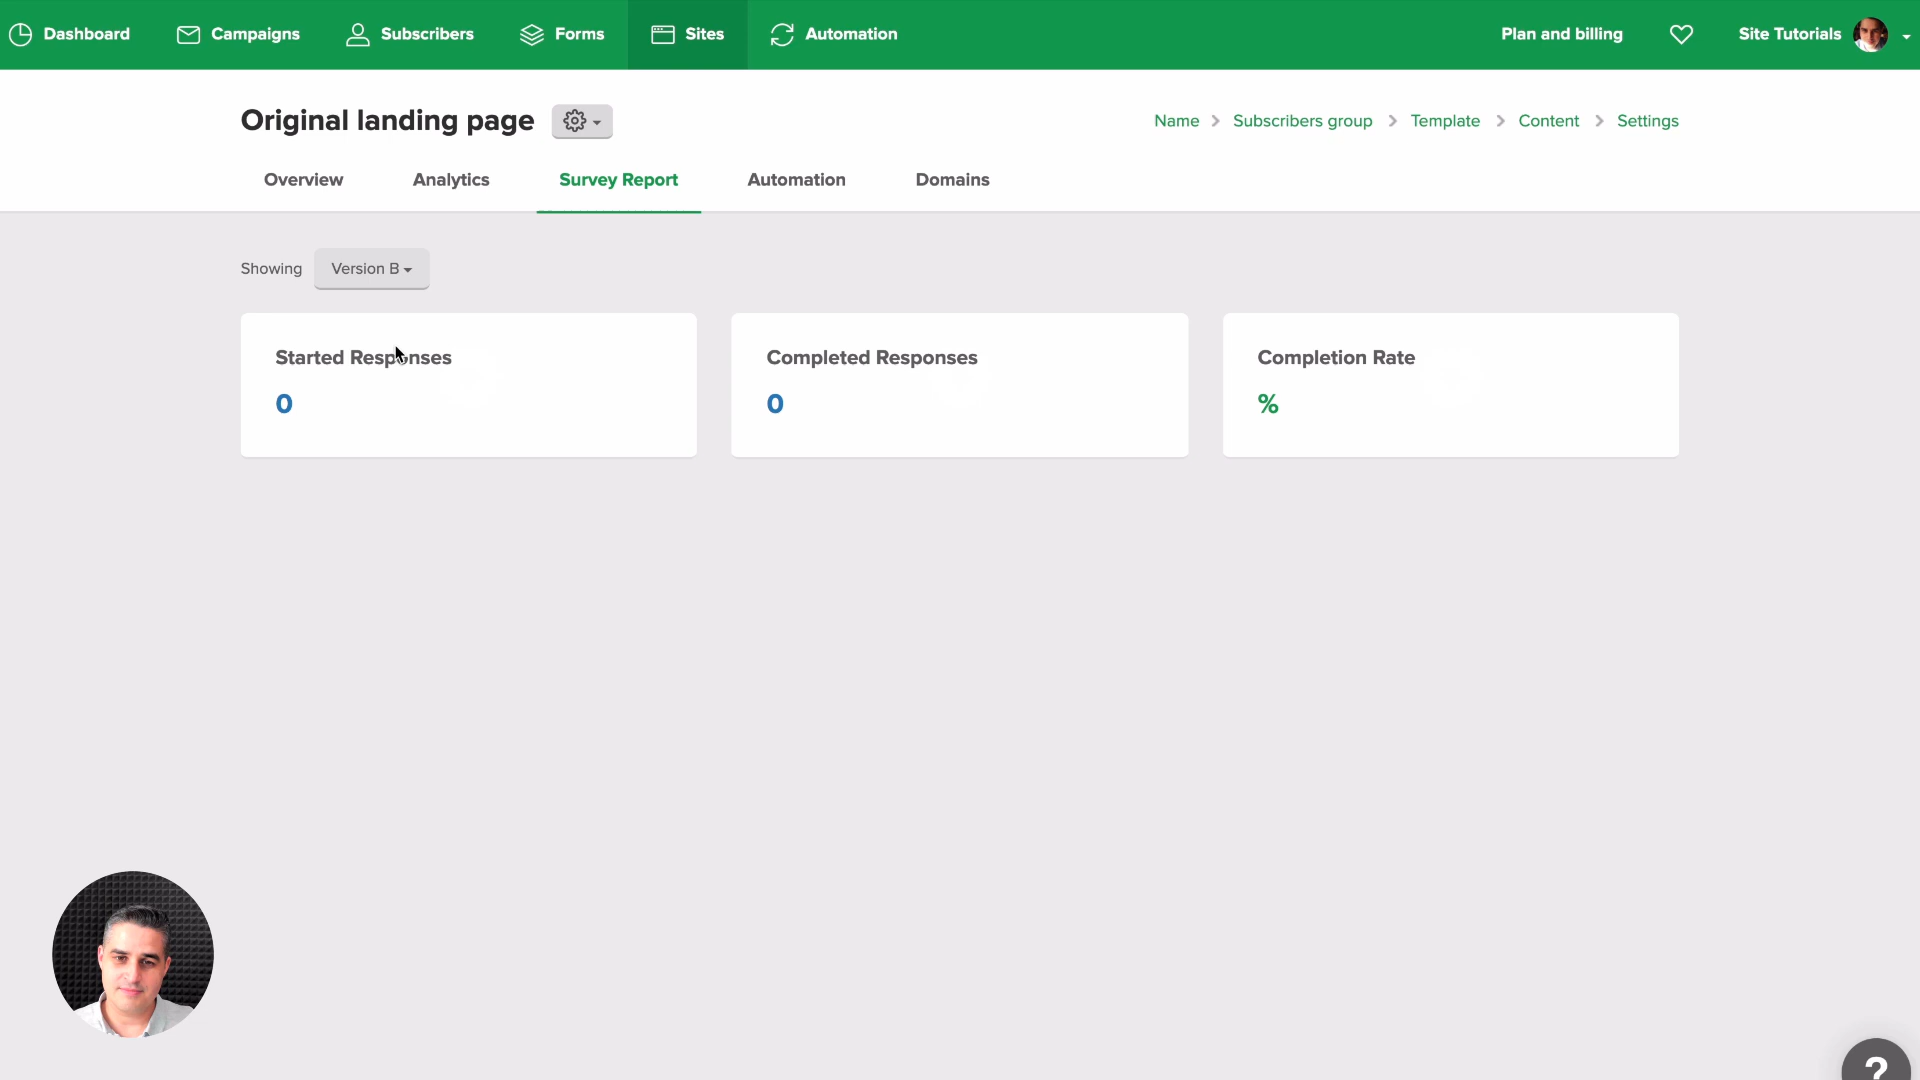 Dashboard
Campaigns
Subscribers
Forms
Sites
Automation
Plan and billing
Site Tutorials
Original landing page
Name > Subscribers group > Template > Content > Settings
Overview
Analytics
Survey Report
Automation
Domains
Showing
Version B
Started Responses
0
Completed Responses
0
Completion Rate
%
?